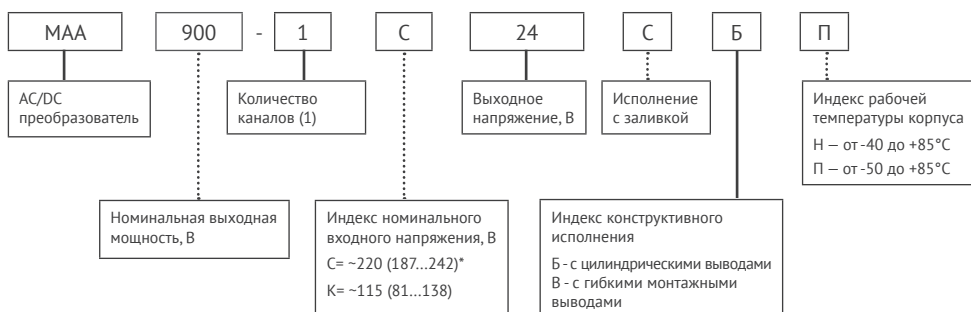 МАА 900 - 1 С 24 С Б П
AC/DC
преобразователь
Количество
каналов (1)
Выходное
напряжение, В
Исполнение
с заливкой
Индекс рабочей
температуры корпуса
Н — от -40 до +85°С
П — от -50 до +85°С
Номинальная выходная
мощность, В
Индекс номинального
входного напряжения, В
С= ~220 (187...242)*
К= ~115 (81...138)
Индекс конструктивного
исполнения
Б - с цилиндрическими выводами
В - с гибкими монтажными
выводами